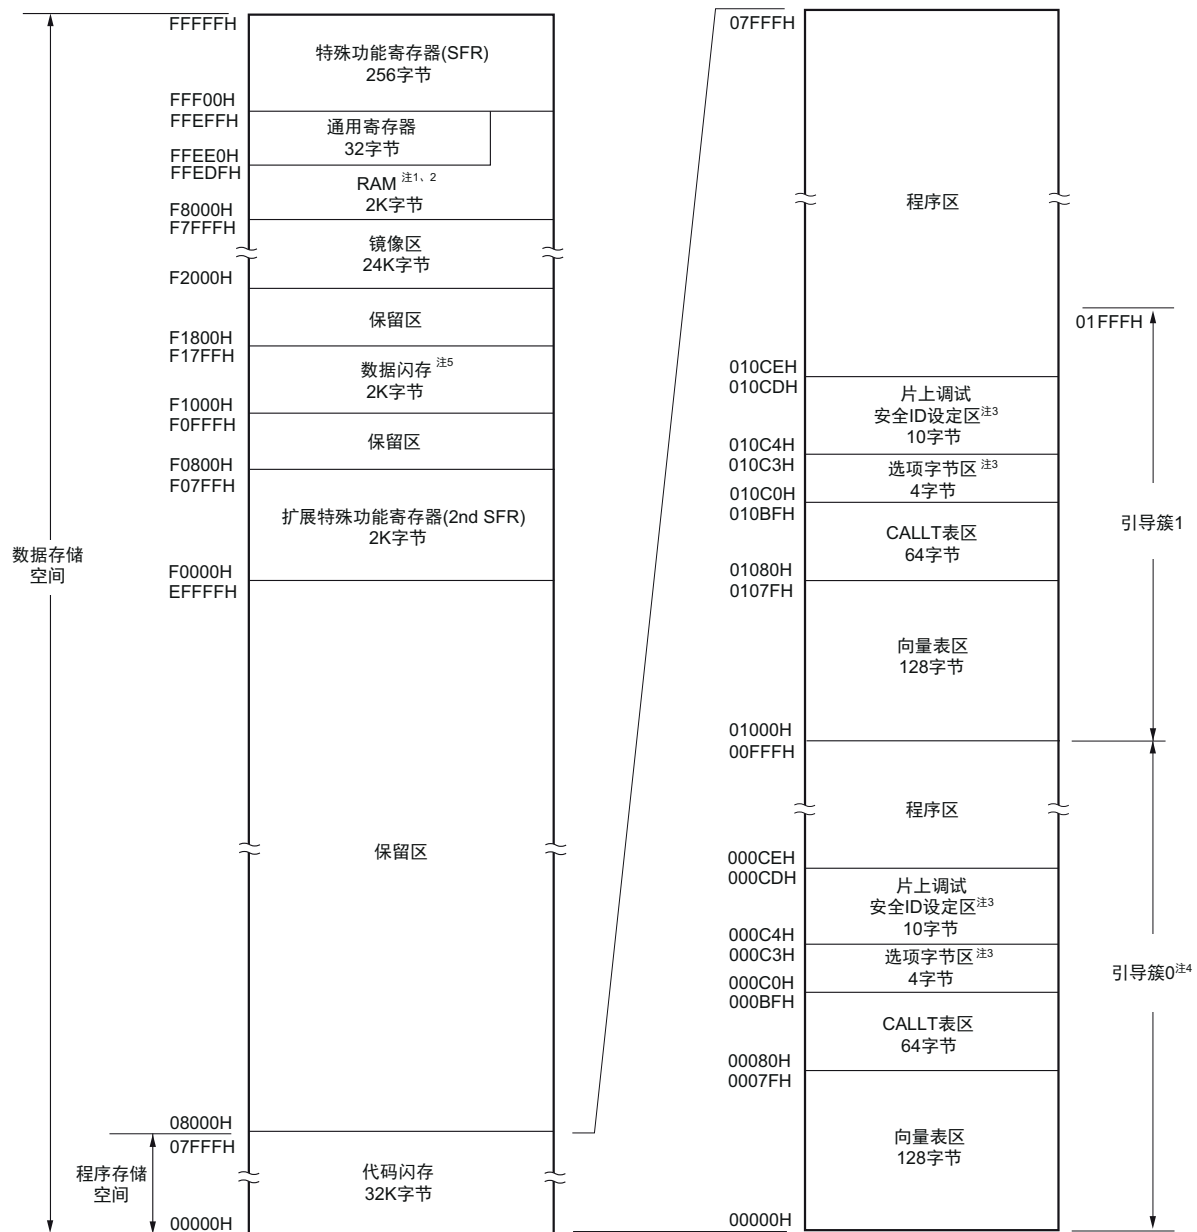 FFFFFH
特殊功能寄存器(SFR)
256字节
FFF00H
FFEFFH
通用寄存器
32字节
FFEE0H
FFEDFH
RAM 注1、2
2K字节
F8000H
F7FFFH
镜像区
24K字节
F2000H
保留区
F1800H
F17FFH
数据闪存 注5
2K字节
F1000H
F0FFFH
保留区
F0800H
F07FFH
扩展特殊功能寄存器(2nd SFR)
2K字节
F0000H
EFFFFH
数据存储
空间
保留区
08000H
07FFFH
程序存储
空间
代码闪存
32K字节
00000H
07FFFH
程序区
01FFFH
010CEH
010CDH
片上调试
安全ID设定区注3
10字节
010C4H
010C3H
选项字节区 注3
4字节
010C0H
010BFH
CALLT表区
64字节
引导簇1
01080H
0107FH
向量表区
128字节
01000H
00FFFH
程序区
000CEH
000CDH
片上调试
安全ID设定区注3
10字节
000C4H
000C3H
选项字节区 注3
4字节
引导簇0注4
000C0H
000BFH
CALLT表区
64字节
00080H
0007FH
向量表区
128字节
00000H